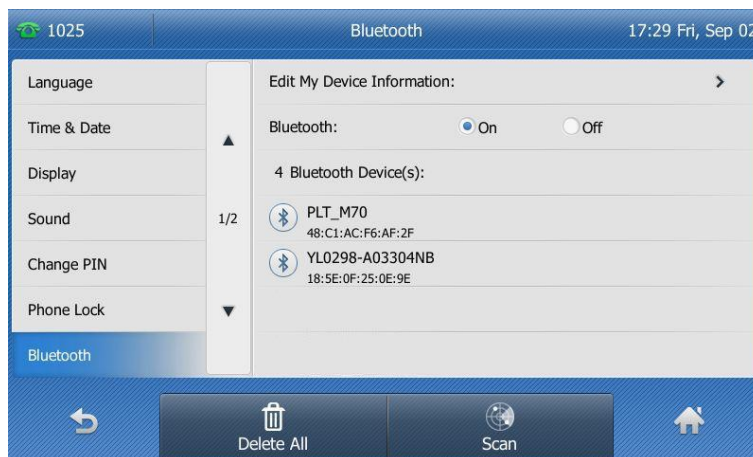 1025 Bluetooth 17:29 Fri, Sep 02
Language
Time & Date
Display
Sound
Change PIN
Phone Lock
Bluetooth
1/2
Edit My Device Information:
Bluetooth: On Off
4 Bluetooth Device(s):
PLT_M70
48:C1:AC:F6:AF:2F
YL0298-A03304NB
18:5E:0F:25:0E:9E
Delete All Scan